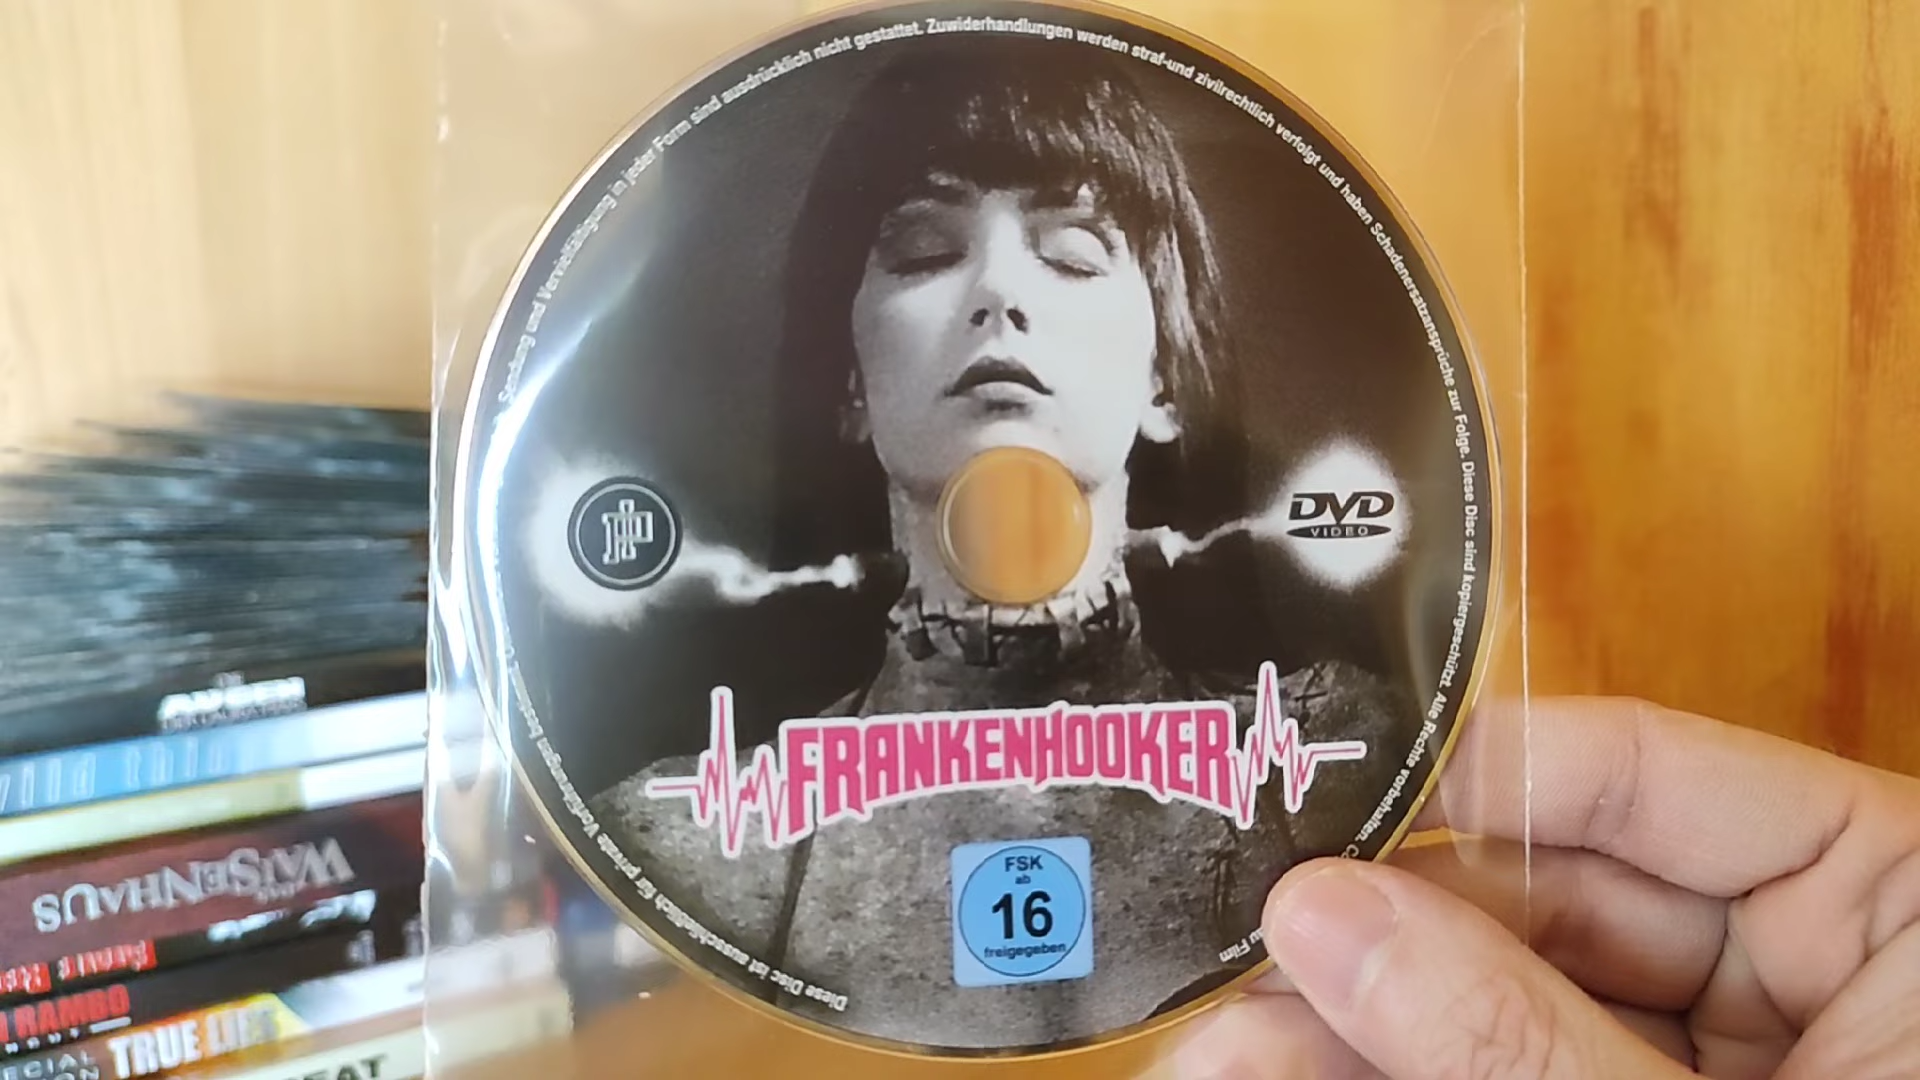 Diese Disc ist ausschließlich für private Vorführungen
Sendung und Vervielfältigung in jeder Form sind ausdrücklich nicht gestattet. Zuwiderhandlungen werden straf-und zivilrechtlich verfolgt und haben Schadenersatzansprüche zur Folge. Diese Disc sind kopiergeschützt. Alle Rechte vorbehalten.
Film
DVD
VIDEO
FRANKENHOOKER
FSK
ab
16
freigegeben
WAISENHAUS
RAMBO
TRUE LIES